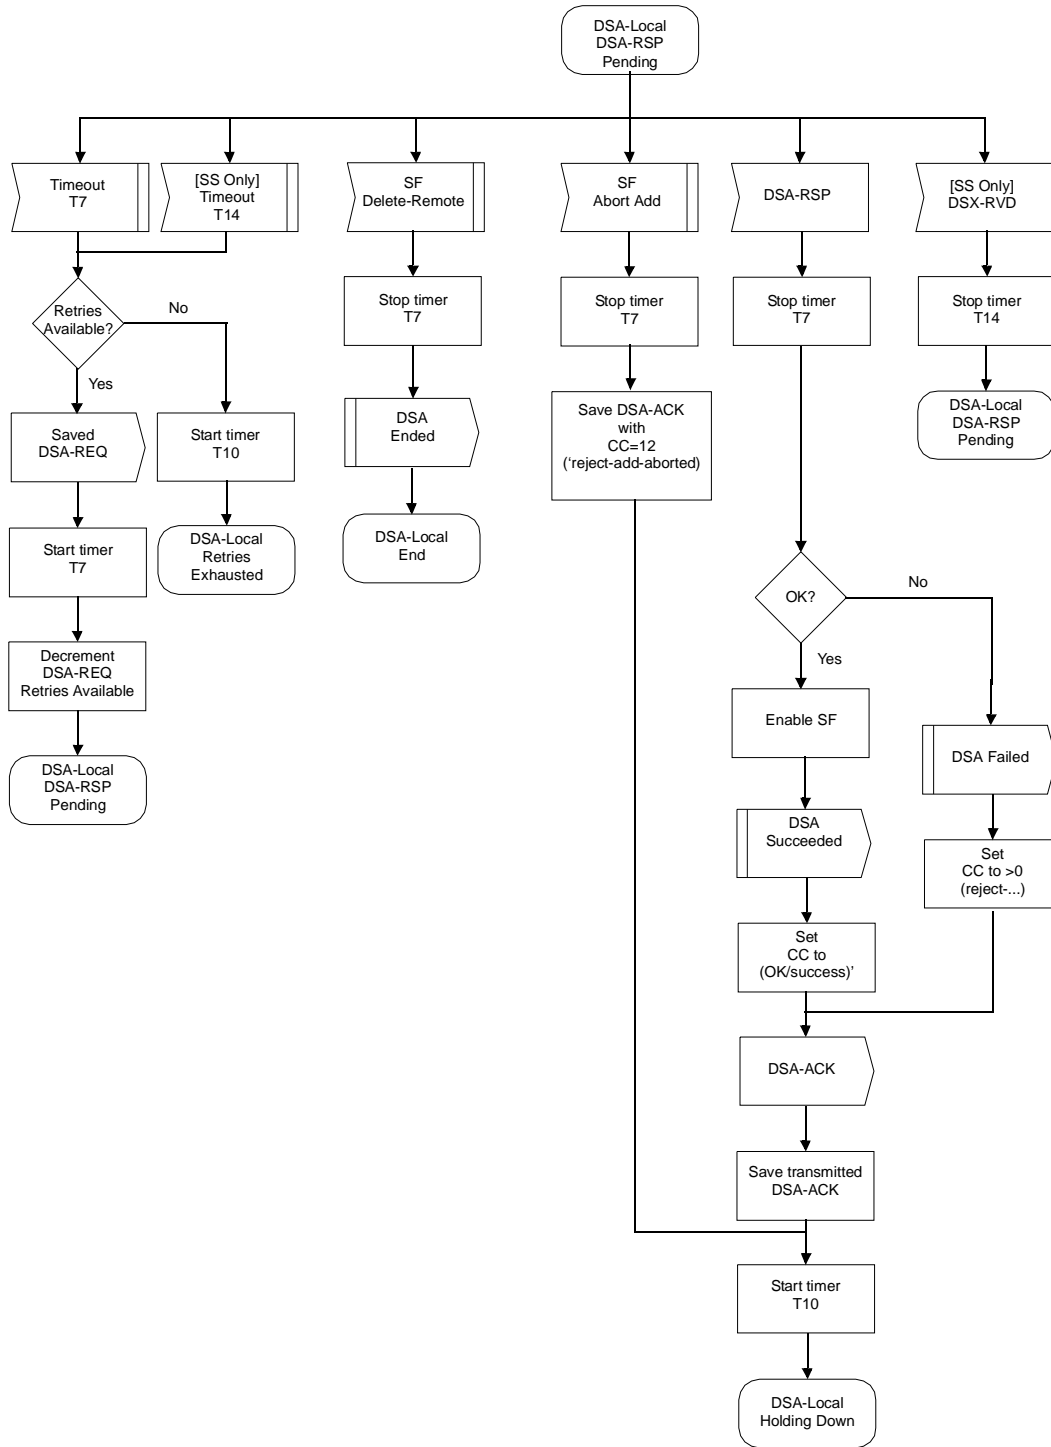 DSA-Local
DSA-RSP
Pending
Timeout
T7
[SS Only]
Timeout
T14
SF
Delete-Remote
SF
Abort Add
DSA-RSP
[SS Only]
DSX-RVD
Retries
Available?
No
Yes
Stop timer
T7
Stop timer
T7
Stop timer
T7
Stop timer
T14
Saved
DSA-REQ
Start timer
T10
DSA
Ended
Save DSA-ACK
with
CC=12
(‘reject-add-aborted)
DSA-Local
DSA-RSP
Pending
Start timer
T7
DSA-Local
Retries
Exhausted
DSA-Local
End
OK?
No
Yes
Decrement
DSA-REQ
Retries Available
Enable SF
DSA Failed
DSA-Local
DSA-RSP
Pending
DSA
Succeeded
Set
CC to >0
(reject-...)
Set
CC to
(OK/success)’
DSA-ACK
Save transmitted
DSA-ACK
Start timer
T10
DSA-Local
Holding Down